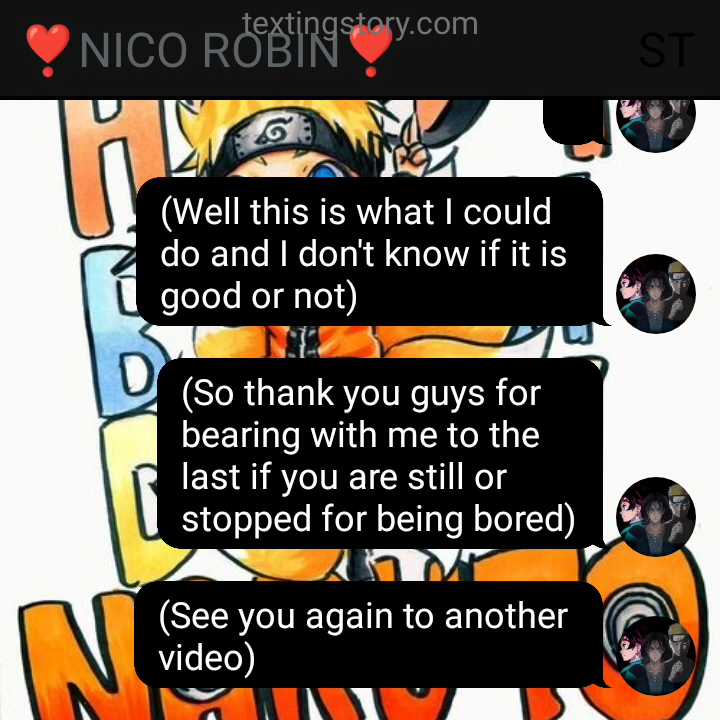 textingstory.com
❣NICO ROBIN❣
ST
(Well this is what I could
do and I don't know if it is
good or not)
(So thank you guys for
bearing with me to the
last if you are still or
stopped for being bored)
(See you again to another
video)
H
B
D
NARUTO